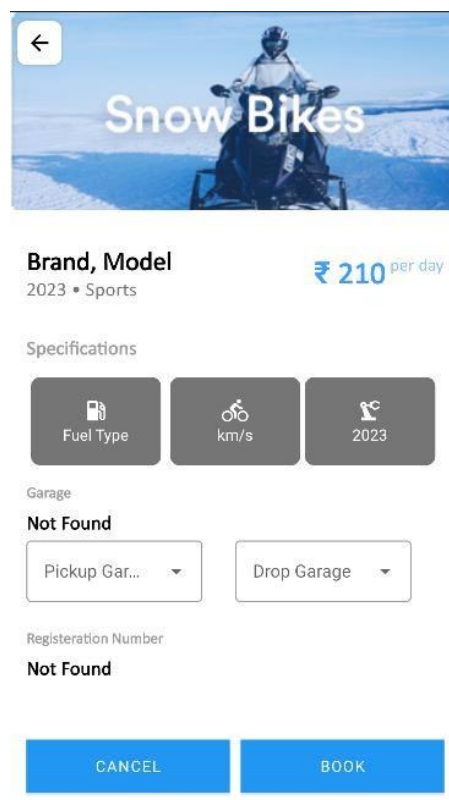 Snow Bikes
Brand, Model
₹ 210 per day
2023 • Sports
Specifications
Fuel Type
km/s
2023
Garage
Not Found
Pickup Gar...
Drop Garage
Registeration Number
Not Found
CANCEL
BOOK